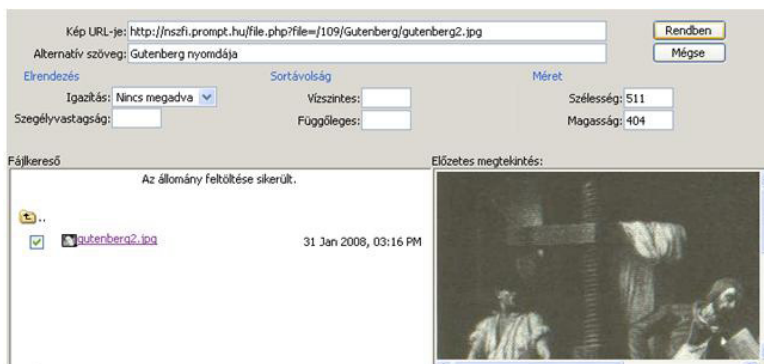 Kép URL-je: http://nszfi.prompt.hu/file.php?file=/109/Gutenberg/gutenberg2.jpg Rendben
Alternatív szöveg: Gutenberg nyomdája Mégse
Elrendezés Sortávolság Méret
Igazítás: Nincs megadva Vízszintes: Szélesség: 511
Szegélyvastagság: Függőleges: Magasság: 404
Fájlkereső Előzetes megtekintés:
Az állomány feltöltése sikerült.
..
gutenberg2.jpg 31 Jan 2008, 03:16 PM